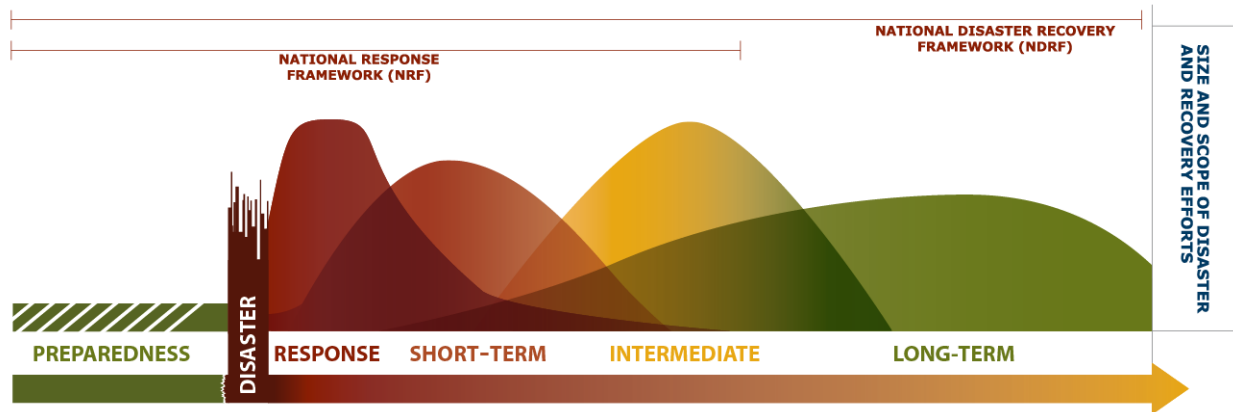 NATIONAL DISASTER RECOVERY
FRAMEWORK (NDRF)
NATIONAL RESPONSE
FRAMEWORK (NRF)
SIZE AND SCOPE OF DISASTER
AND RECOVERY EFFORTS
PREPAREDNESS
DISASTER
RESPONSE
SHORT-TERM
INTERMEDIATE
LONG-TERM